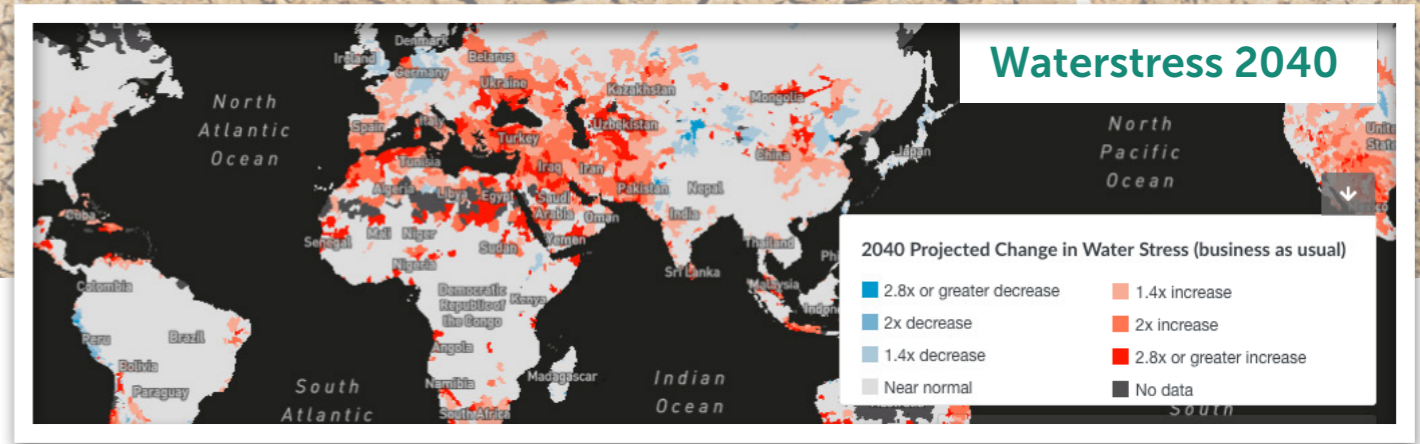 Waterstress 2040
North
Atlantic
Ocean
Ireland
Denmark
Germany
Belarus
Ukraine
Kazakhstan
Mongolia
Spain
Italy
Turkey
Uzbekistan
China
Japan
Tunisia
Algeria
Libya
Egypt
Iraq
Iran
Pakistan
Nepal
India
Saudi
Arabia
Oman
Yemen
Cuba
Senegal
Mali
Niger
Sudan
Nigeria
Thailand
Sri Lanka
Malaysia
Colombia
Democratic
Republic of
the Congo
Kenya
Peru
Brazil
Angola
Bolivia
Paraguay
Namibia
Madagascar
South Africa
South
Atlantic
Indian
Ocean
North
Pacific
Ocean
South
2040 Projected Change in Water Stress (business as usual)
2.8x or greater decrease
2x decrease
1.4x decrease
Near normal
1.4x increase
2x increase
2.8x or greater increase
No data